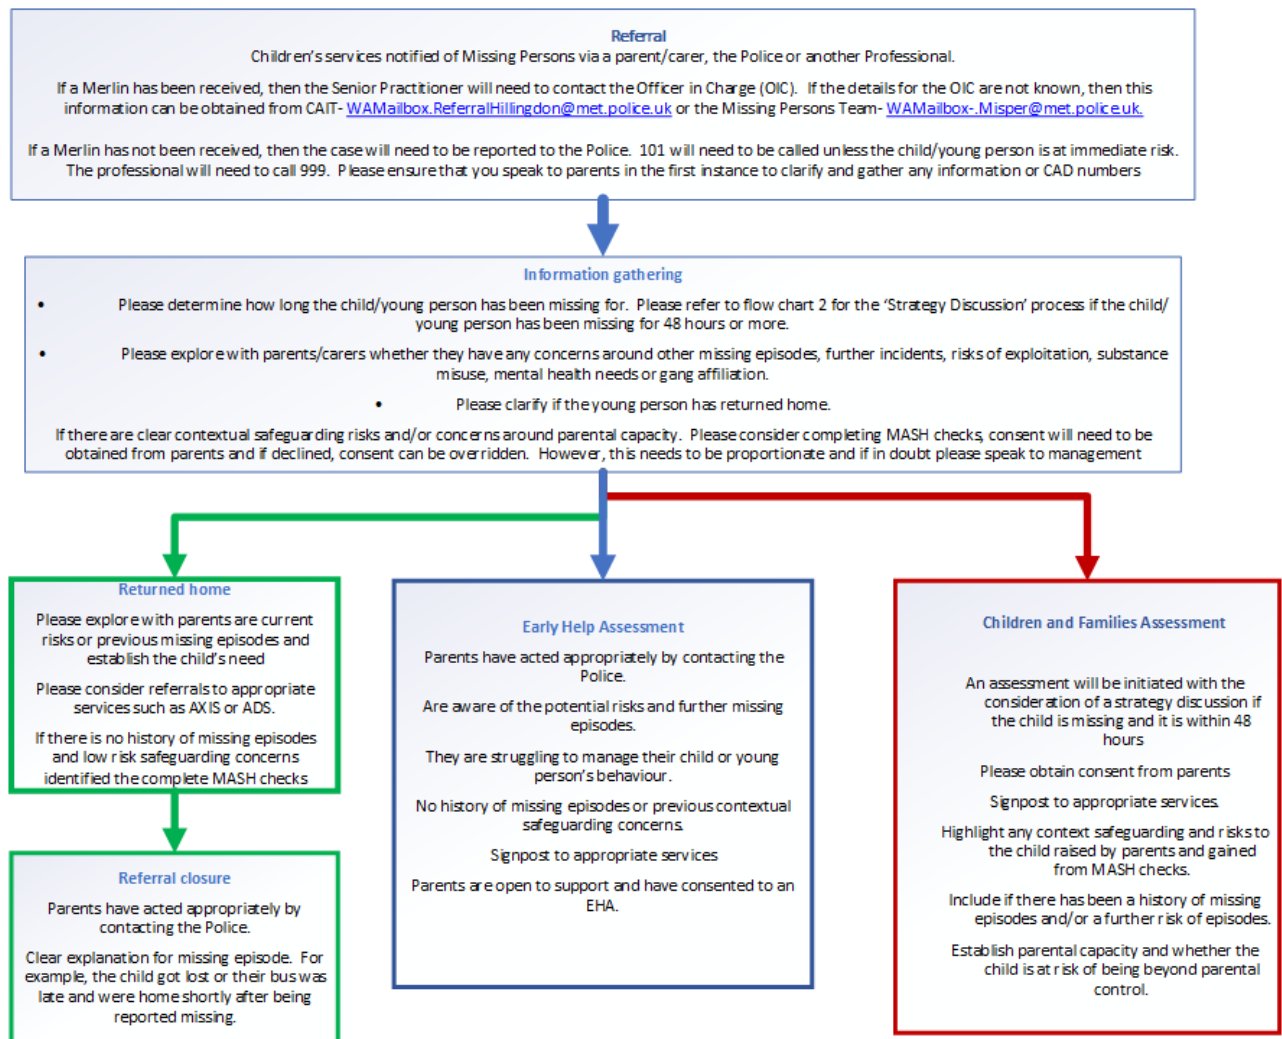 Referral
Children's services notified of Missing Persons via a parent/carer, the Police or another Professional.
If a Merlin has been received, then the Senior Practitioner will need to contact the Officer in Charge (OIC). If the details for the OIC are not known, then this
information can be obtained from CAIT- WAMailbox.ReferralHillingdon@met.police.uk or the Missing Persons Team- WAMailbox-.Misper@met.police.uk.
If a Merlin has not been received, then the case will need to be reported to the Police. 101 will need to be called unless the child/young person is at immediate risk.
The professional will need to call 999. Please ensure that you speak to parents in the first instance to clarify and gather any information or CAD numbers
Information gathering
• Please determine how long the child/young person has been missing for. Please refer to flow chart 2 for the 'Strategy Discussion' process if the child/
young person has been missing for 48 hours or more.
• Please explore with parents/carers whether they have any concerns around other missing episodes, further incidents, risks of exploitation, substance
misuse, mental health needs or gang affiliation.
• Please clarify if the young person has returned home.
If there are clear contextual safeguarding risks and/or concerns around parental capacity. Please consider completing MASH checks, consent will need to be
obtained from parents and if declined, consent can be overridden. However, this needs to be proportionate and if in doubt please speak to management
Returned home
Please explore with parents are current
risks or previous missing episodes and
establish the child's need
Please consider referrals to appropriate
services such as AXIS or ADS.
If there is no history of missing episodes
and low risk safeguarding concerns
identified the complete MASH checks
Referral closure
Parents have acted appropriately by
contacting the Police.
Clear explanation for missing episode. For
example, the child got lost or their bus was
late and were home shortly after being
reported missing.
Early Help Assessment
Parents have acted appropriately by contacting the
Police.
Are aware of the potential risks and further missing
episodes.
They are struggling to manage their child or young
person's behaviour.
No history of missing episodes or previous contextual
safeguarding concerns.
Signpost to appropriate services
Parents are open to support and have consented to an
EHA.
Children and Families Assessment
An assessment will be initiated with the
consideration of a strategy discussion if
the child is missing and it is within 48
hours
Please obtain consent from parents
Signpost to appropriate services.
Highlight any context safeguarding and risks to
the child raised by parents and gained
from MASH checks.
Include if there has been a history of missing
episodes and/or a further risk of episodes.
Establish parental capacity and whether the
child is at risk of being beyond parental
control.